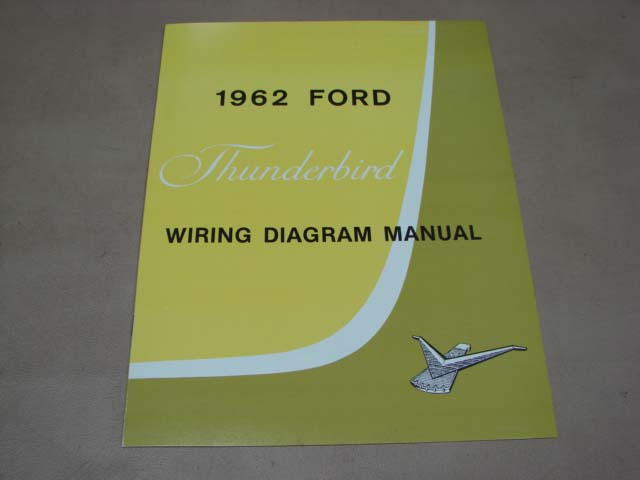 1962 FORD
Thunderbird
WIRING DIAGRAM MANUAL